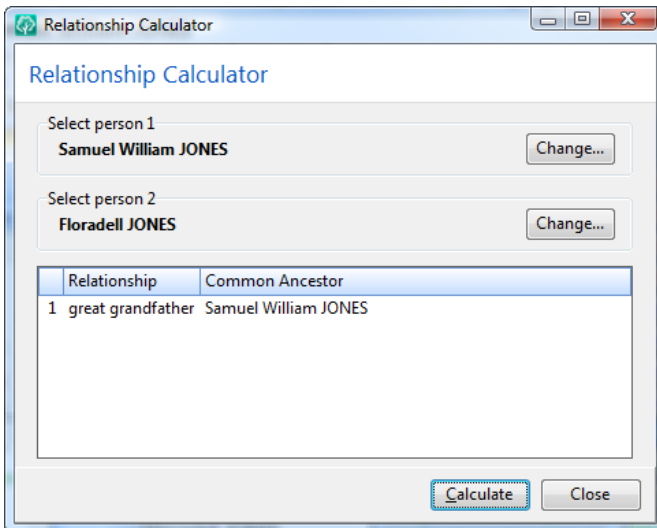 Relationship Calculator
Relationship Calculator
Select person 1
Samuel William JONES
Change...
Select person 2
Floradell JONES
Change...
Relationship Common Ancestor
1 great grandfather Samuel William JONES
Calculate Close